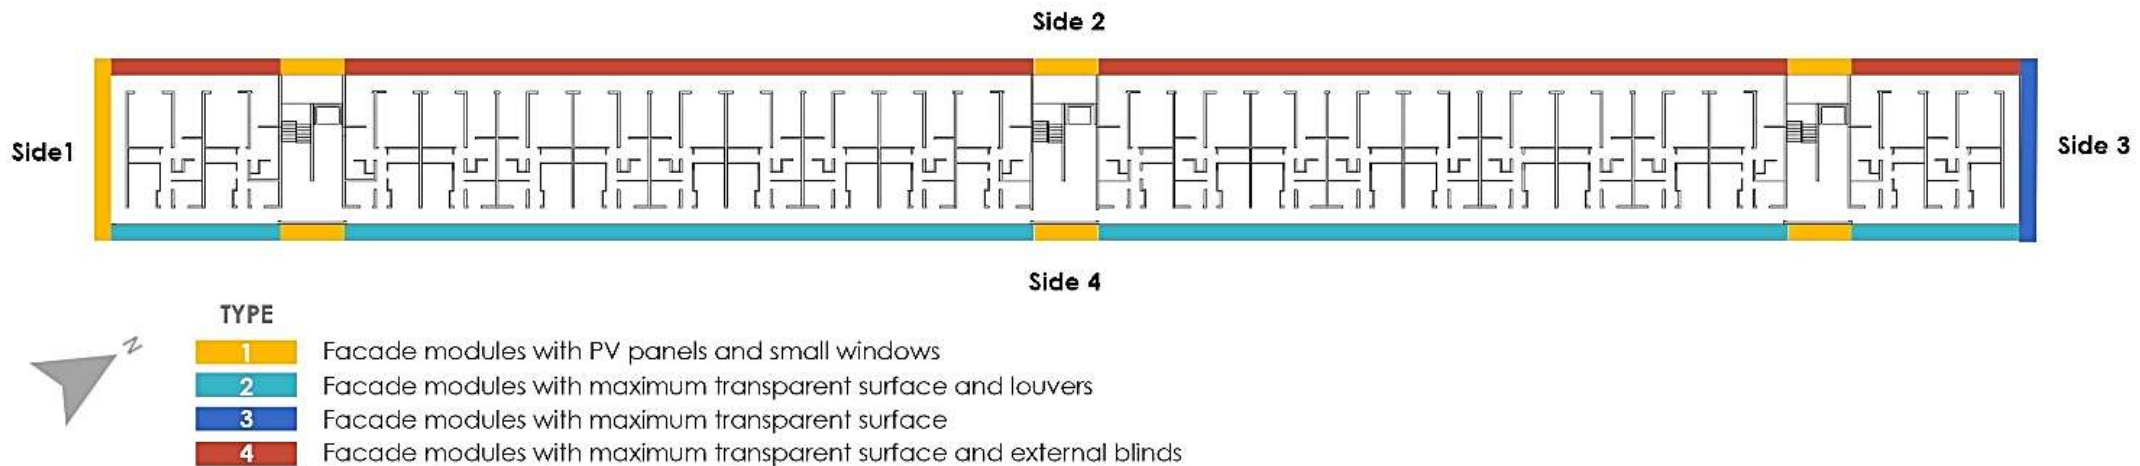 Side 2
Side1
Side 3
Side 4
TYPE
N
1 Facade modules with PV panels and small windows
2 Facade modules with maximum transparent surface and louvers
3 Facade modules with maximum transparent surface
4 Facade modules with maximum transparent surface and external blinds